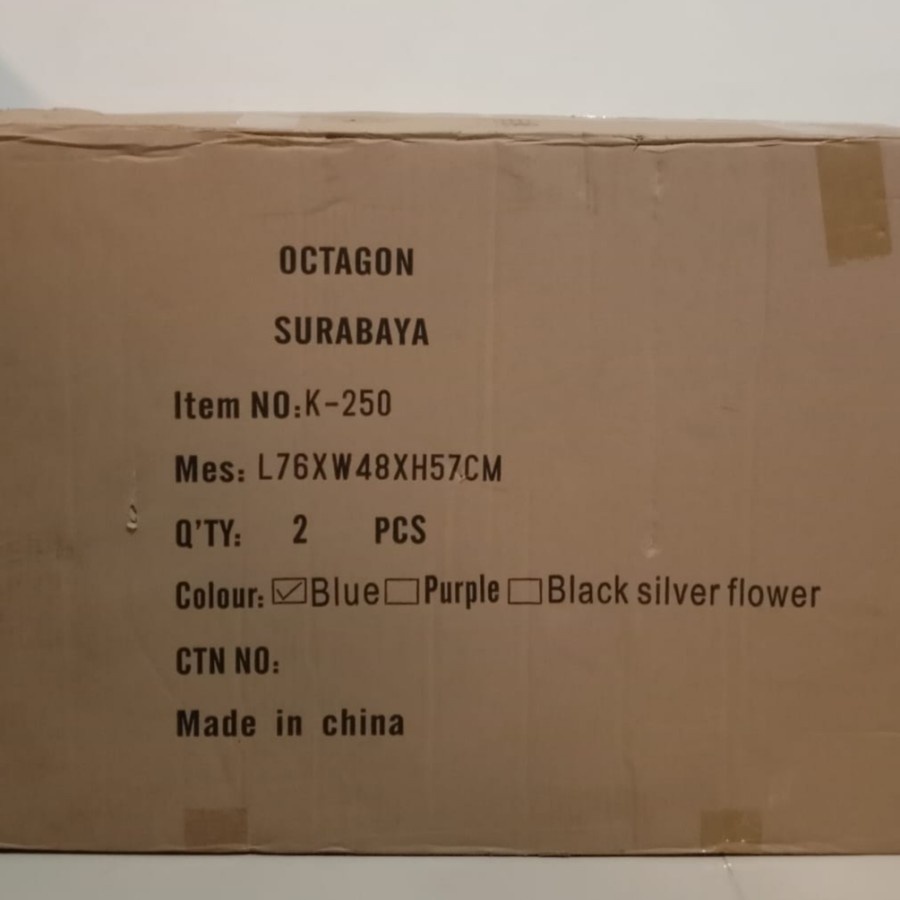 OCTAGON
SURABAYA
Item NO:K-250
Mes: L76XW48XH57CM
Q'TY: 2 PCS
Colour: ☑Blue ☐Purple ☐Black silver flower
CTN NO:
Made in china